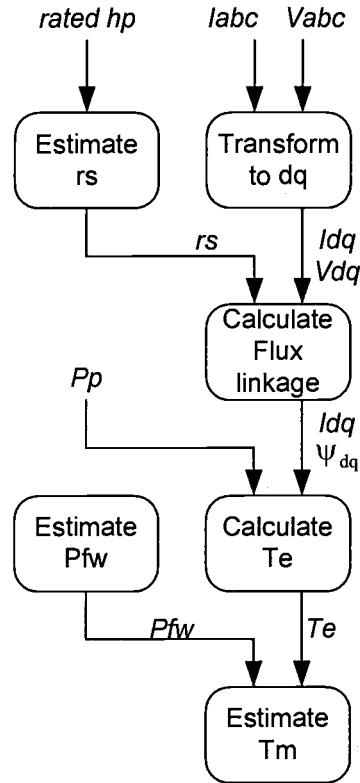 rated hp
Iabc
Vabc
Estimate
rs
Transform
to dq
rs
Idq
Vdq
Calculate
Flux
linkage
Pp
Idq
Ψdq
Estimate
Pfw
Calculate
Te
Pfw
Te
Estimate
Tm